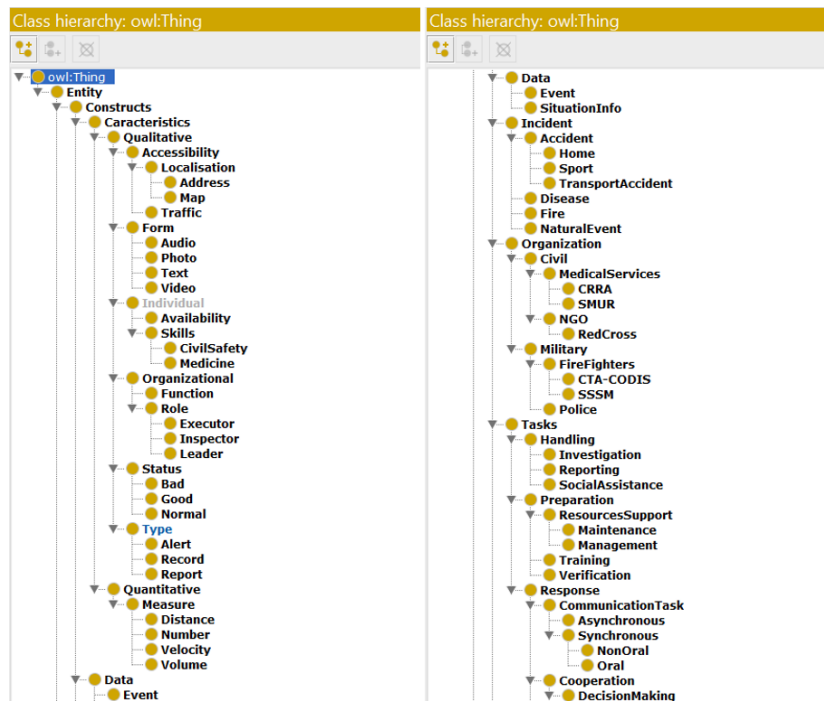 Class hierarchy: owl:Thing
owl:Thing
Entity
Constructs
Caracteristics
Qualitative
Accessibility
Localisation
Address
Map
Traffic
Form
Audio
Photo
Text
Video
Individual
Availability
Skills
CivilSafety
Medicine
Organizational
Function
Role
Executor
Inspector
Leader
Status
Bad
Good
Normal
Type
Alert
Record
Report
Quantitative
Measure
Distance
Number
Velocity
Volume
Data
Event
Class hierarchy: owl:Thing
Data
Event
SituationInfo
Incident
Accident
Home
Sport
TransportAccident
Disease
Fire
NaturalEvent
Organization
Civil
MedicalServices
CRRA
SMUR
NGO
RedCross
Military
FireFighters
CTA-CODIS
SSSM
Police
Tasks
Handling
Investigation
Reporting
SocialAssistance
Preparation
ResourcesSupport
Maintenance
Management
Training
Verification
Response
CommunicationTask
Asynchronous
Synchronous
NonOral
Oral
Cooperation
DecisionMaking